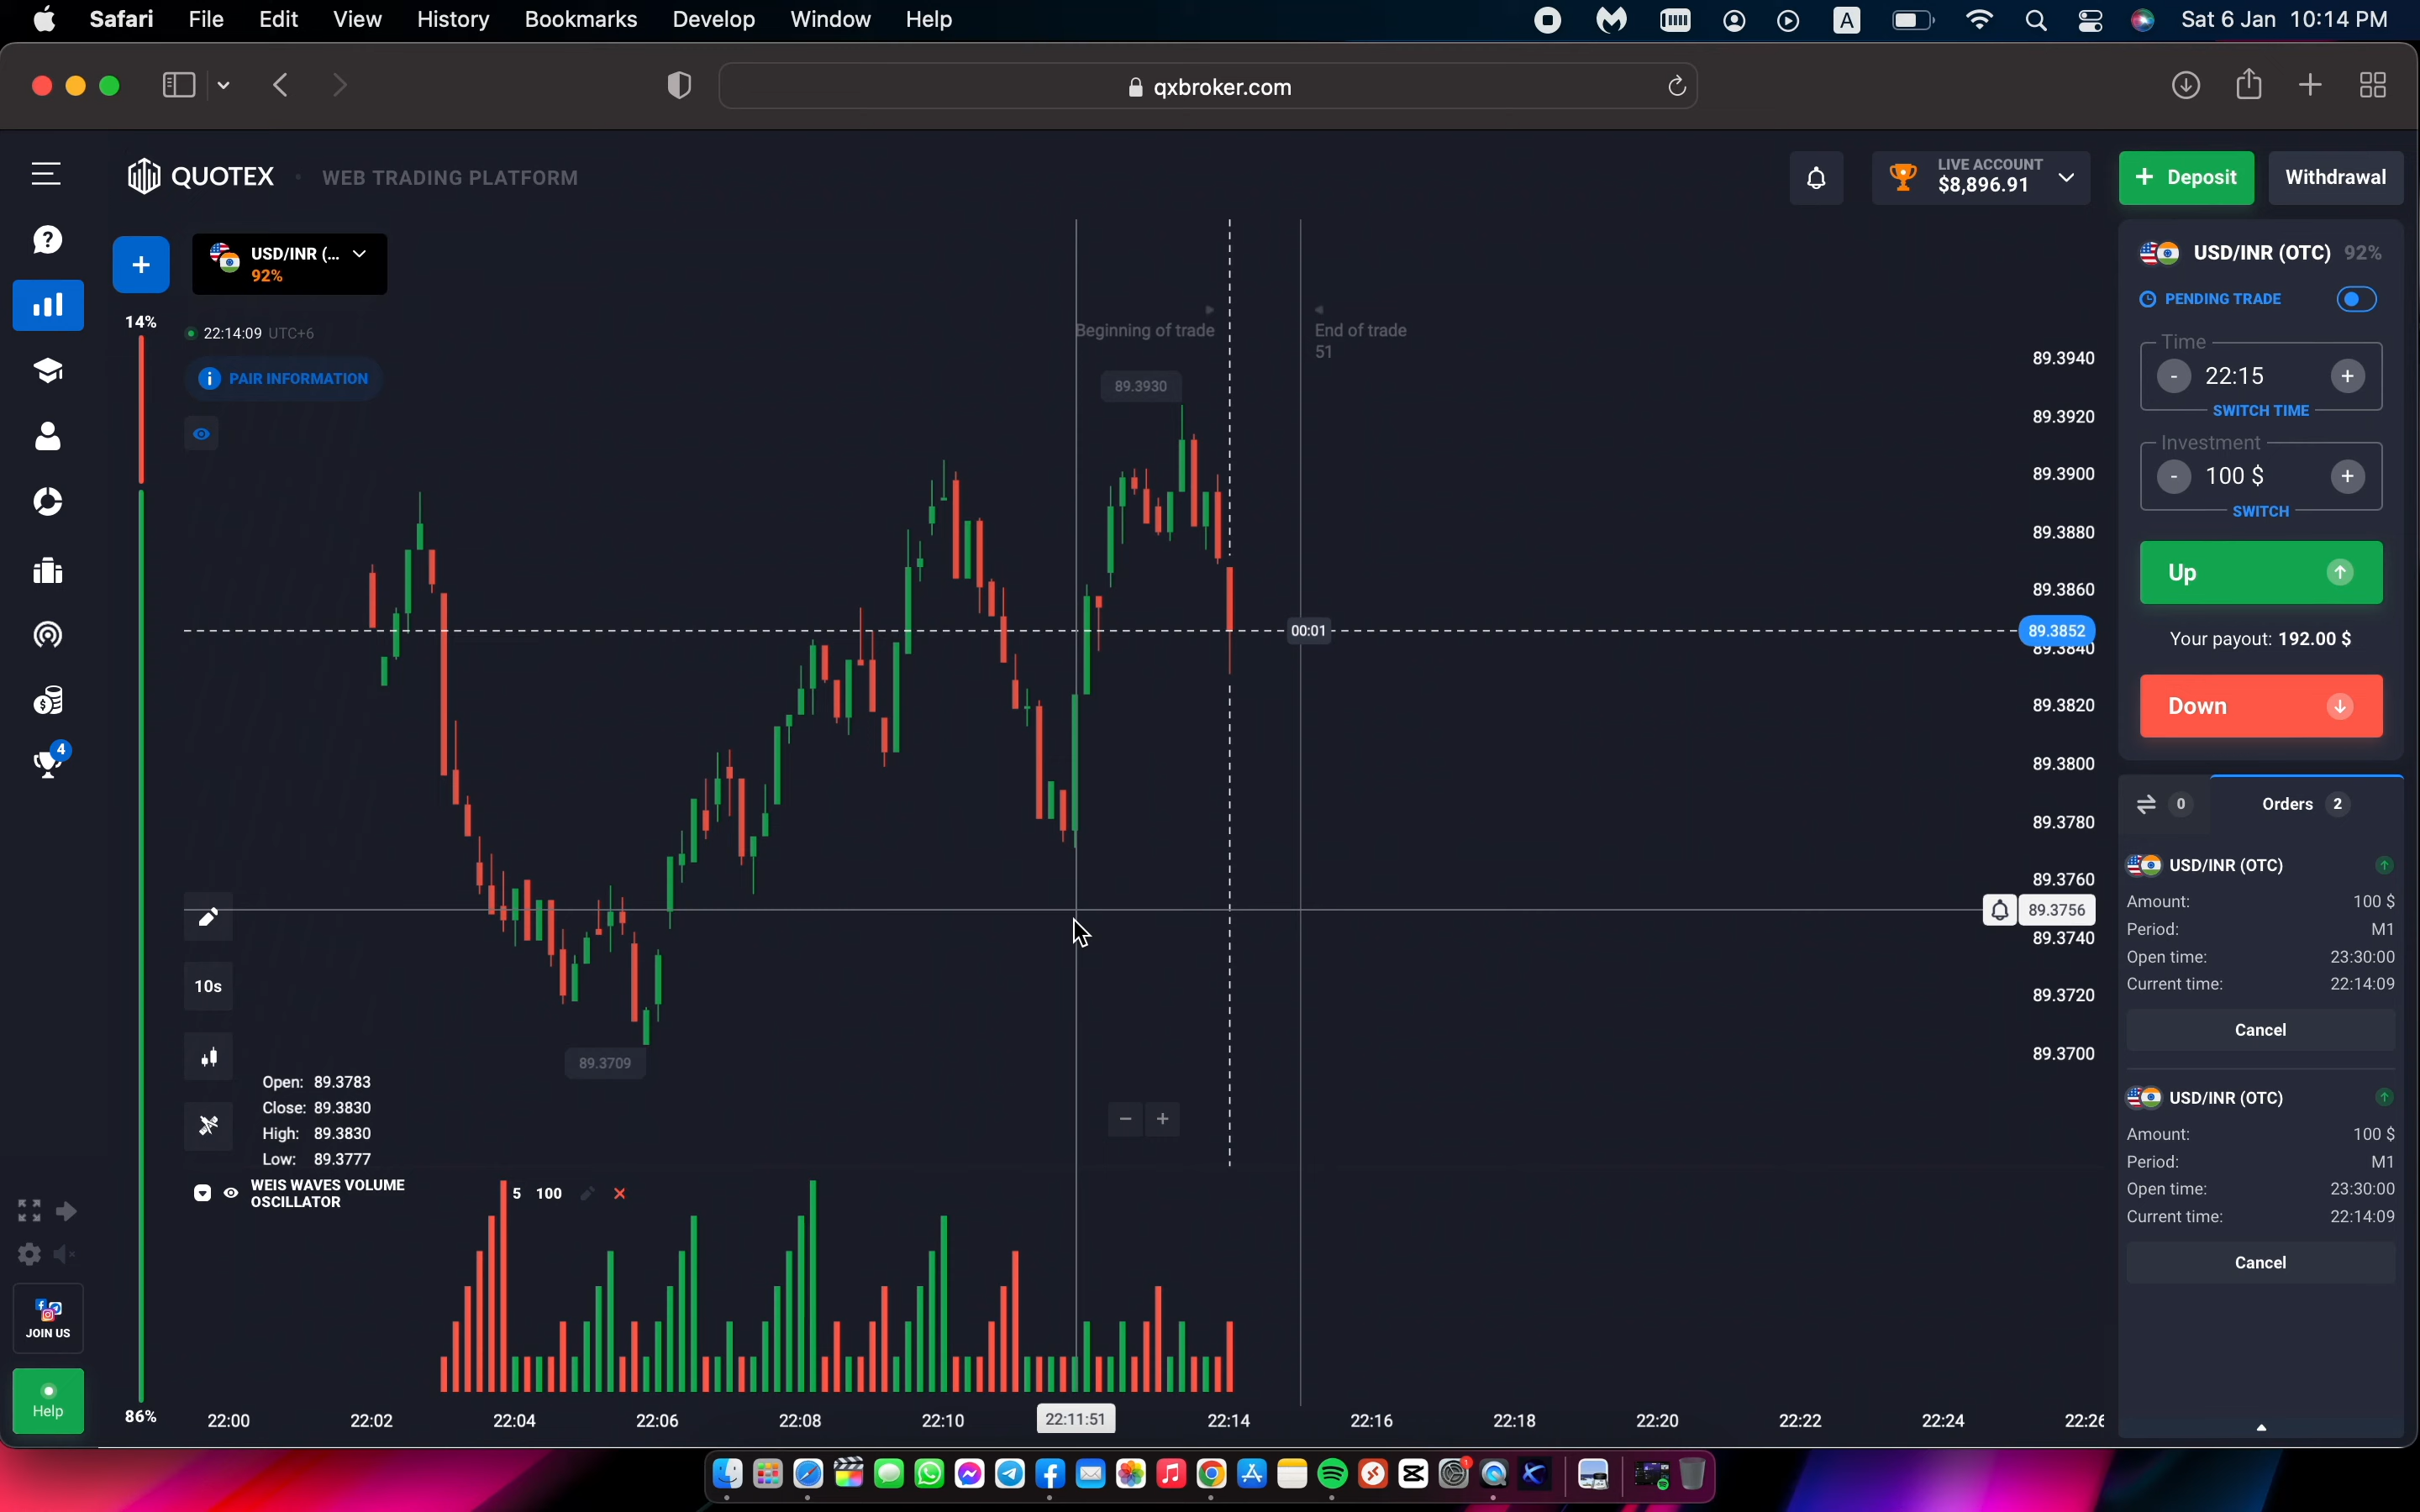 Safari File Edit View History Bookmarks Develop Window Help A Sat 6 Jan 10:14 PM
qxbroker.com
QUOTEX • WEB TRADING PLATFORM
LIVE ACCOUNT
$8,896.91
+ Deposit
Withdrawal
+
USD/INR (...
92%
14%
22:14:09 UTC+6
i PAIR INFORMATION
Beginning of trade
End of trade
51
89.3930
89.3940
89.3920
89.3900
89.3880
89.3860
00:01
89.3852
89.3840
89.3820
89.3800
89.3780
89.3760
89.3756
89.3740
89.3720
89.3700
89.3709
10s
Open: 89.3783
Close: 89.3830
High: 89.3830
Low: 89.3777
- +
WEIS WAVES VOLUME
OSCILLATOR
5 100
86%
22:00 22:02 22:04 22:06 22:08 22:10 22:11:51 22:14 22:16 22:18 22:20 22:22 22:24 22:26
?
4
JOIN US
Help
USD/INR (OTC) 92%
PENDING TRADE
Time
- 22:15 +
SWITCH TIME
Investment
- 100 $ +
SWITCH
Up
Your payout: 192.00 $
Down
0
Orders 2
USD/INR (OTC)
Amount: 100 $
Period: M1
Open time: 23:30:00
Current time: 22:14:09
Cancel
USD/INR (OTC)
Amount: 100 $
Period: M1
Open time: 23:30:00
Current time: 22:14:09
Cancel
1